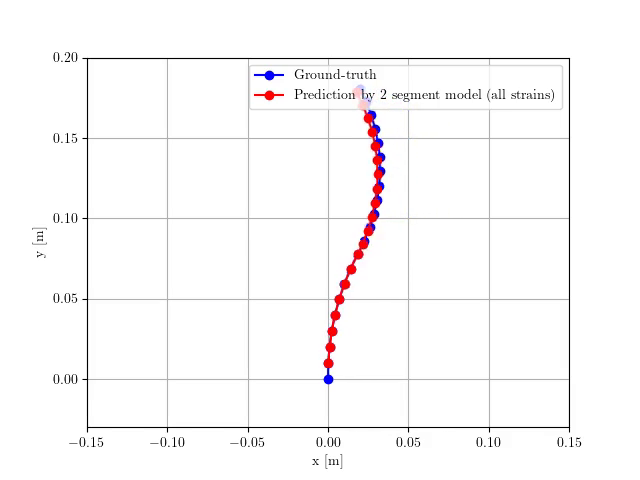 Ground-truth
Prediction by 2 segment model (all strains)
0.20
0.15
0.10
0.05
0.00
y [m]
−0.15 −0.10 −0.05 0.00 0.05 0.10 0.15
x [m]